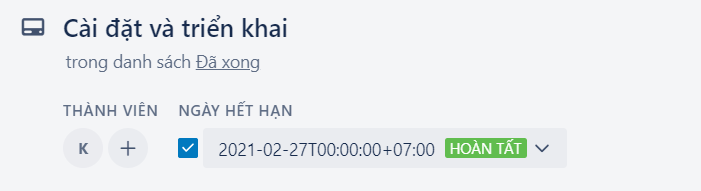 Cài đặt và triển khai
trong danh sách Đã xong
THÀNH VIÊN NGÀY HẾT HẠN
K 2021-02-27T00:00:00+07:00 HOÀN TẤT